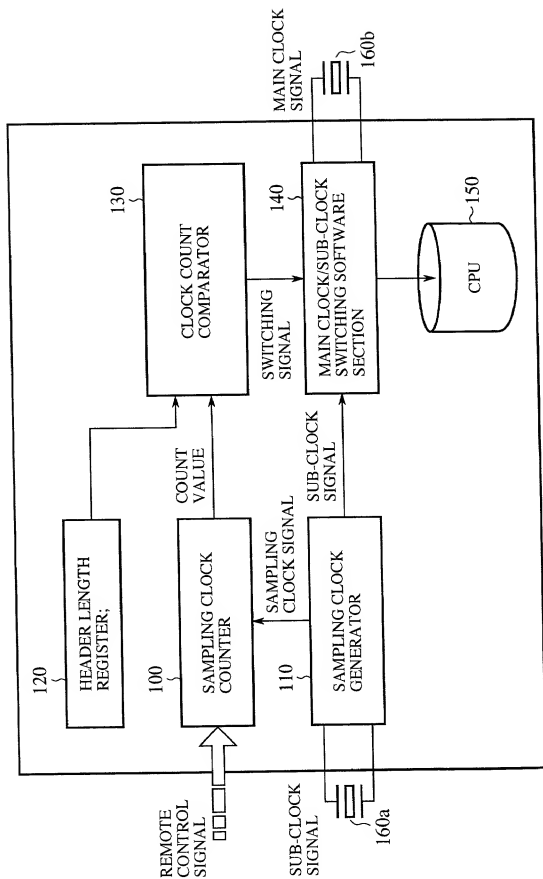 120
HEADER LENGTH
REGISTER;
130
CLOCK COUNT
COMPARATOR
COUNT
VALUE
REMOTE
CONTROL
SIGNAL
100
SAMPLING CLOCK
COUNTER
SWITCHING
SIGNAL
SAMPLING
CLOCK SIGNAL
MAIN CLOCK
SIGNAL
110
SAMPLING CLOCK
GENERATOR
SUB-CLOCK
SIGNAL
140
MAIN CLOCK/SUB-CLOCK
SWITCHING SOFTWARE
SECTION
160b
SUB-CLOCK
SIGNAL
160a
150
CPU